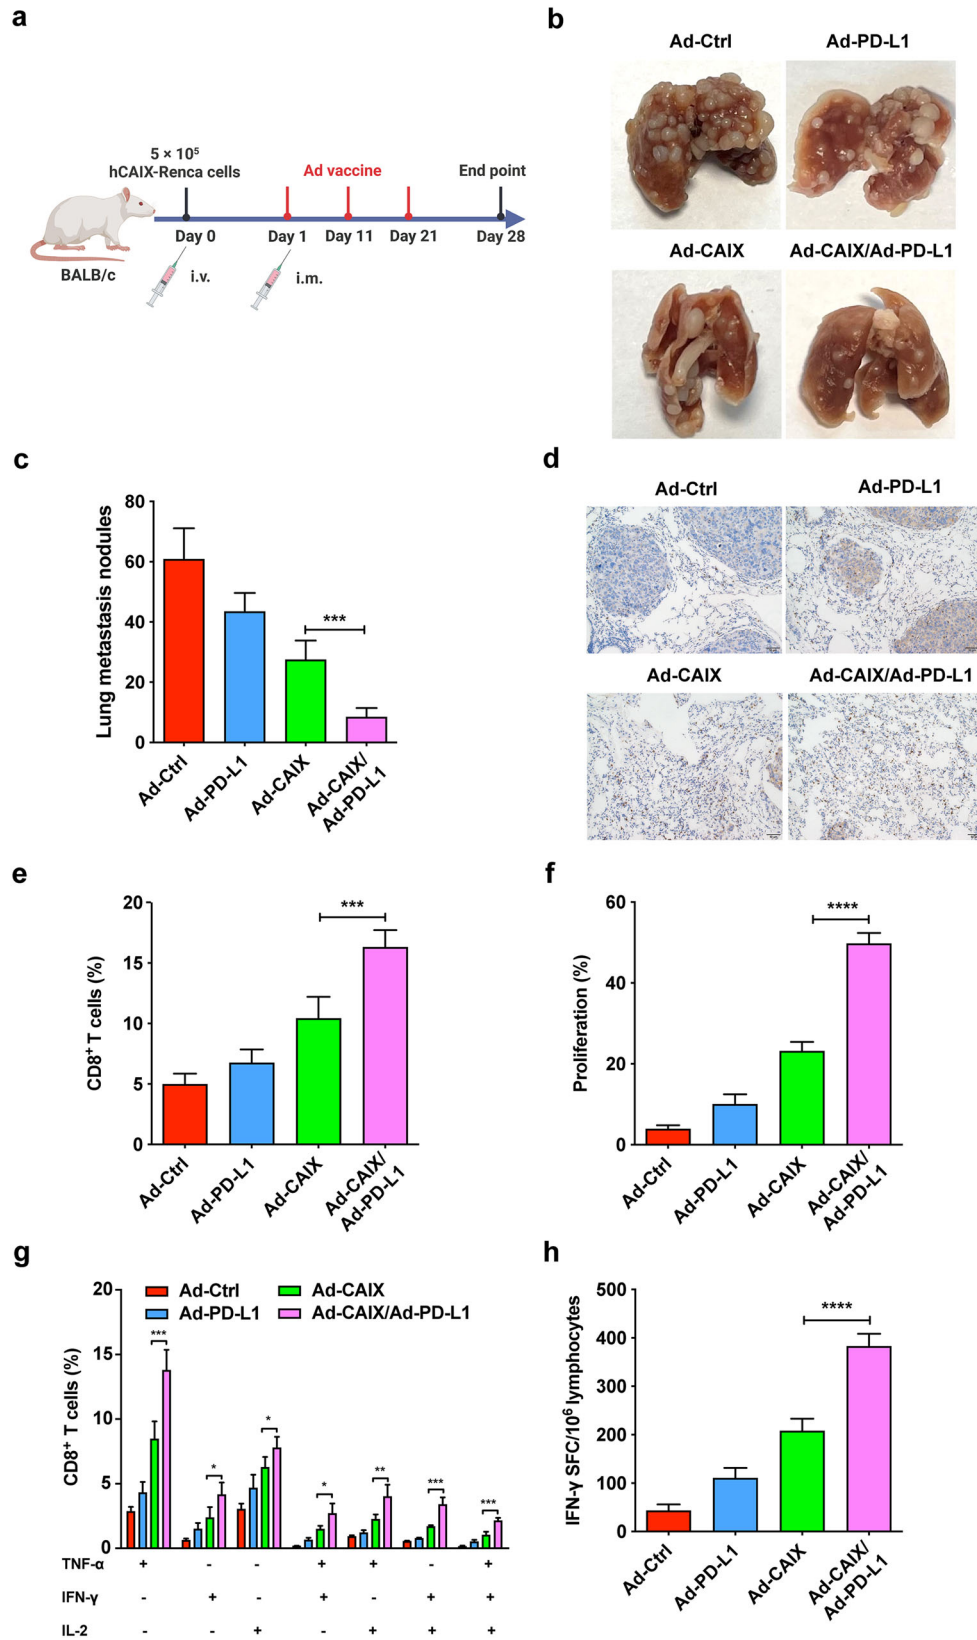 a
5 × 10⁵
hCAIX-Renca cells
Ad vaccine
End point
Day 0
Day 1
Day 11
Day 21
Day 28
BALB/c
i.v.
i.m.
b
Ad-Ctrl
Ad-PD-L1
Ad-CAIX
Ad-CAIX/Ad-PD-L1
c
Lung metastasis nodules
80
60
40
20
0
***
Ad-Ctrl
Ad-PD-L1
Ad-CAIX
Ad-CAIX/
Ad-PD-L1
d
Ad-Ctrl
Ad-PD-L1
Ad-CAIX
Ad-CAIX/Ad-PD-L1
e
CD8⁺ T cells (%)
20
15
10
5
0
***
Ad-Ctrl
Ad-PD-L1
Ad-CAIX
Ad-CAIX/
Ad-PD-L1
f
Proliferation (%)
60
40
20
0
****
Ad-Ctrl
Ad-PD-L1
Ad-CAIX
Ad-CAIX/
Ad-PD-L1
g
CD8⁺ T cells (%)
20
15
10
5
0
Ad-Ctrl
Ad-PD-L1
Ad-CAIX
Ad-CAIX/Ad-PD-L1
*** * * * ** *** ***
TNF-α + - - + + - +
IFN-γ - + - + - + +
IL-2 - - + - + + +
h
IFN-γ SFC/10⁶ lymphocytes
500
400
300
200
100
0
****
Ad-Ctrl
Ad-PD-L1
Ad-CAIX
Ad-CAIX/
Ad-PD-L1